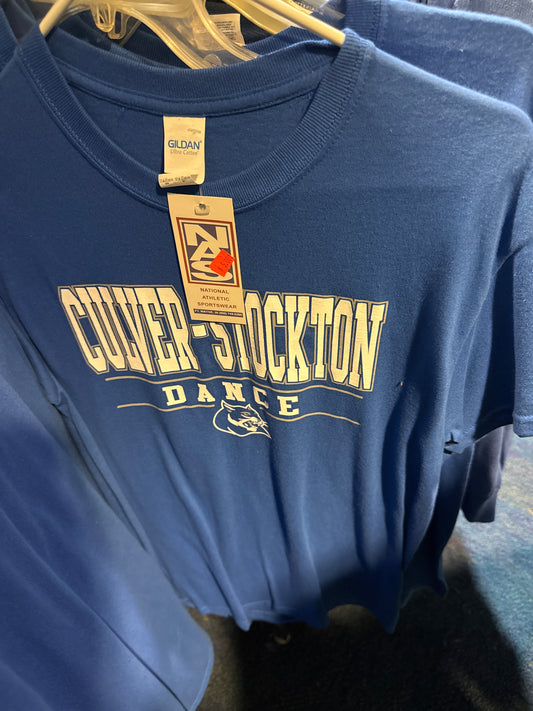 GILDAN
Ultra Cotton
NAS
NATIONAL
ATHLETIC
SPORTSWEAR
CULVER-STOCKTON
DANCE